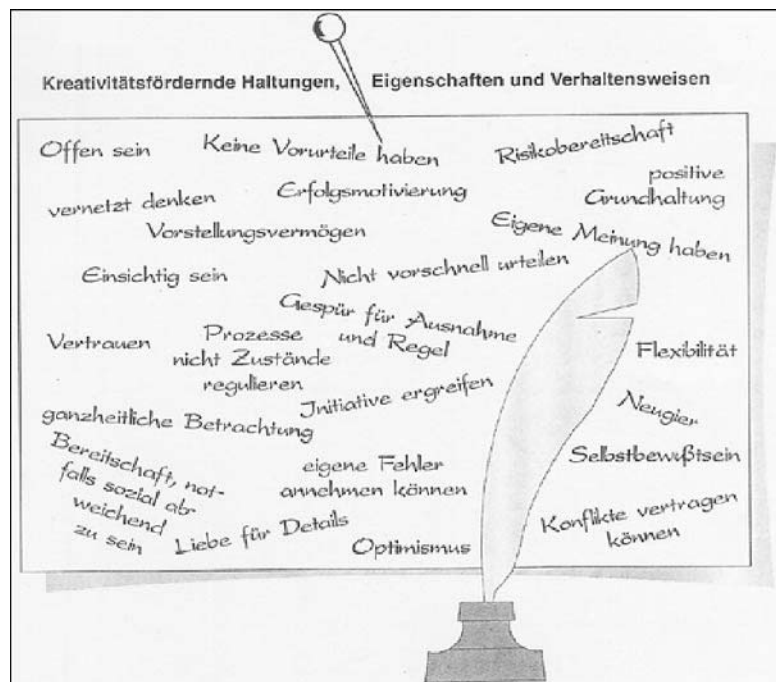 Kreativitätsfördernde Haltungen, Eigenschaften und Verhaltensweisen
Offen sein
Keine Vorurteile haben
Risikobereitschaft
positive
Grundhaltung
vernetzt denken
Erfolgsmotivierung
Vorstellungsvermögen
Eigene Meinung haben
Einsichtig sein
Nicht vorschnell urteilen
Gespür für Ausnahme
und Regel
Vertrauen
Prozesse
nicht Zustände
regulieren
Flexibilität
Initiative ergreifen
Neugier
ganzheitliche Betrachtung
Bereitschaft, not-
falls sozial ab-
weichend
zu sein
eigene Fehler
annehmen können
Selbstbewußtsein
Liebe für Details
Optimismus
Konflikte vertragen
können